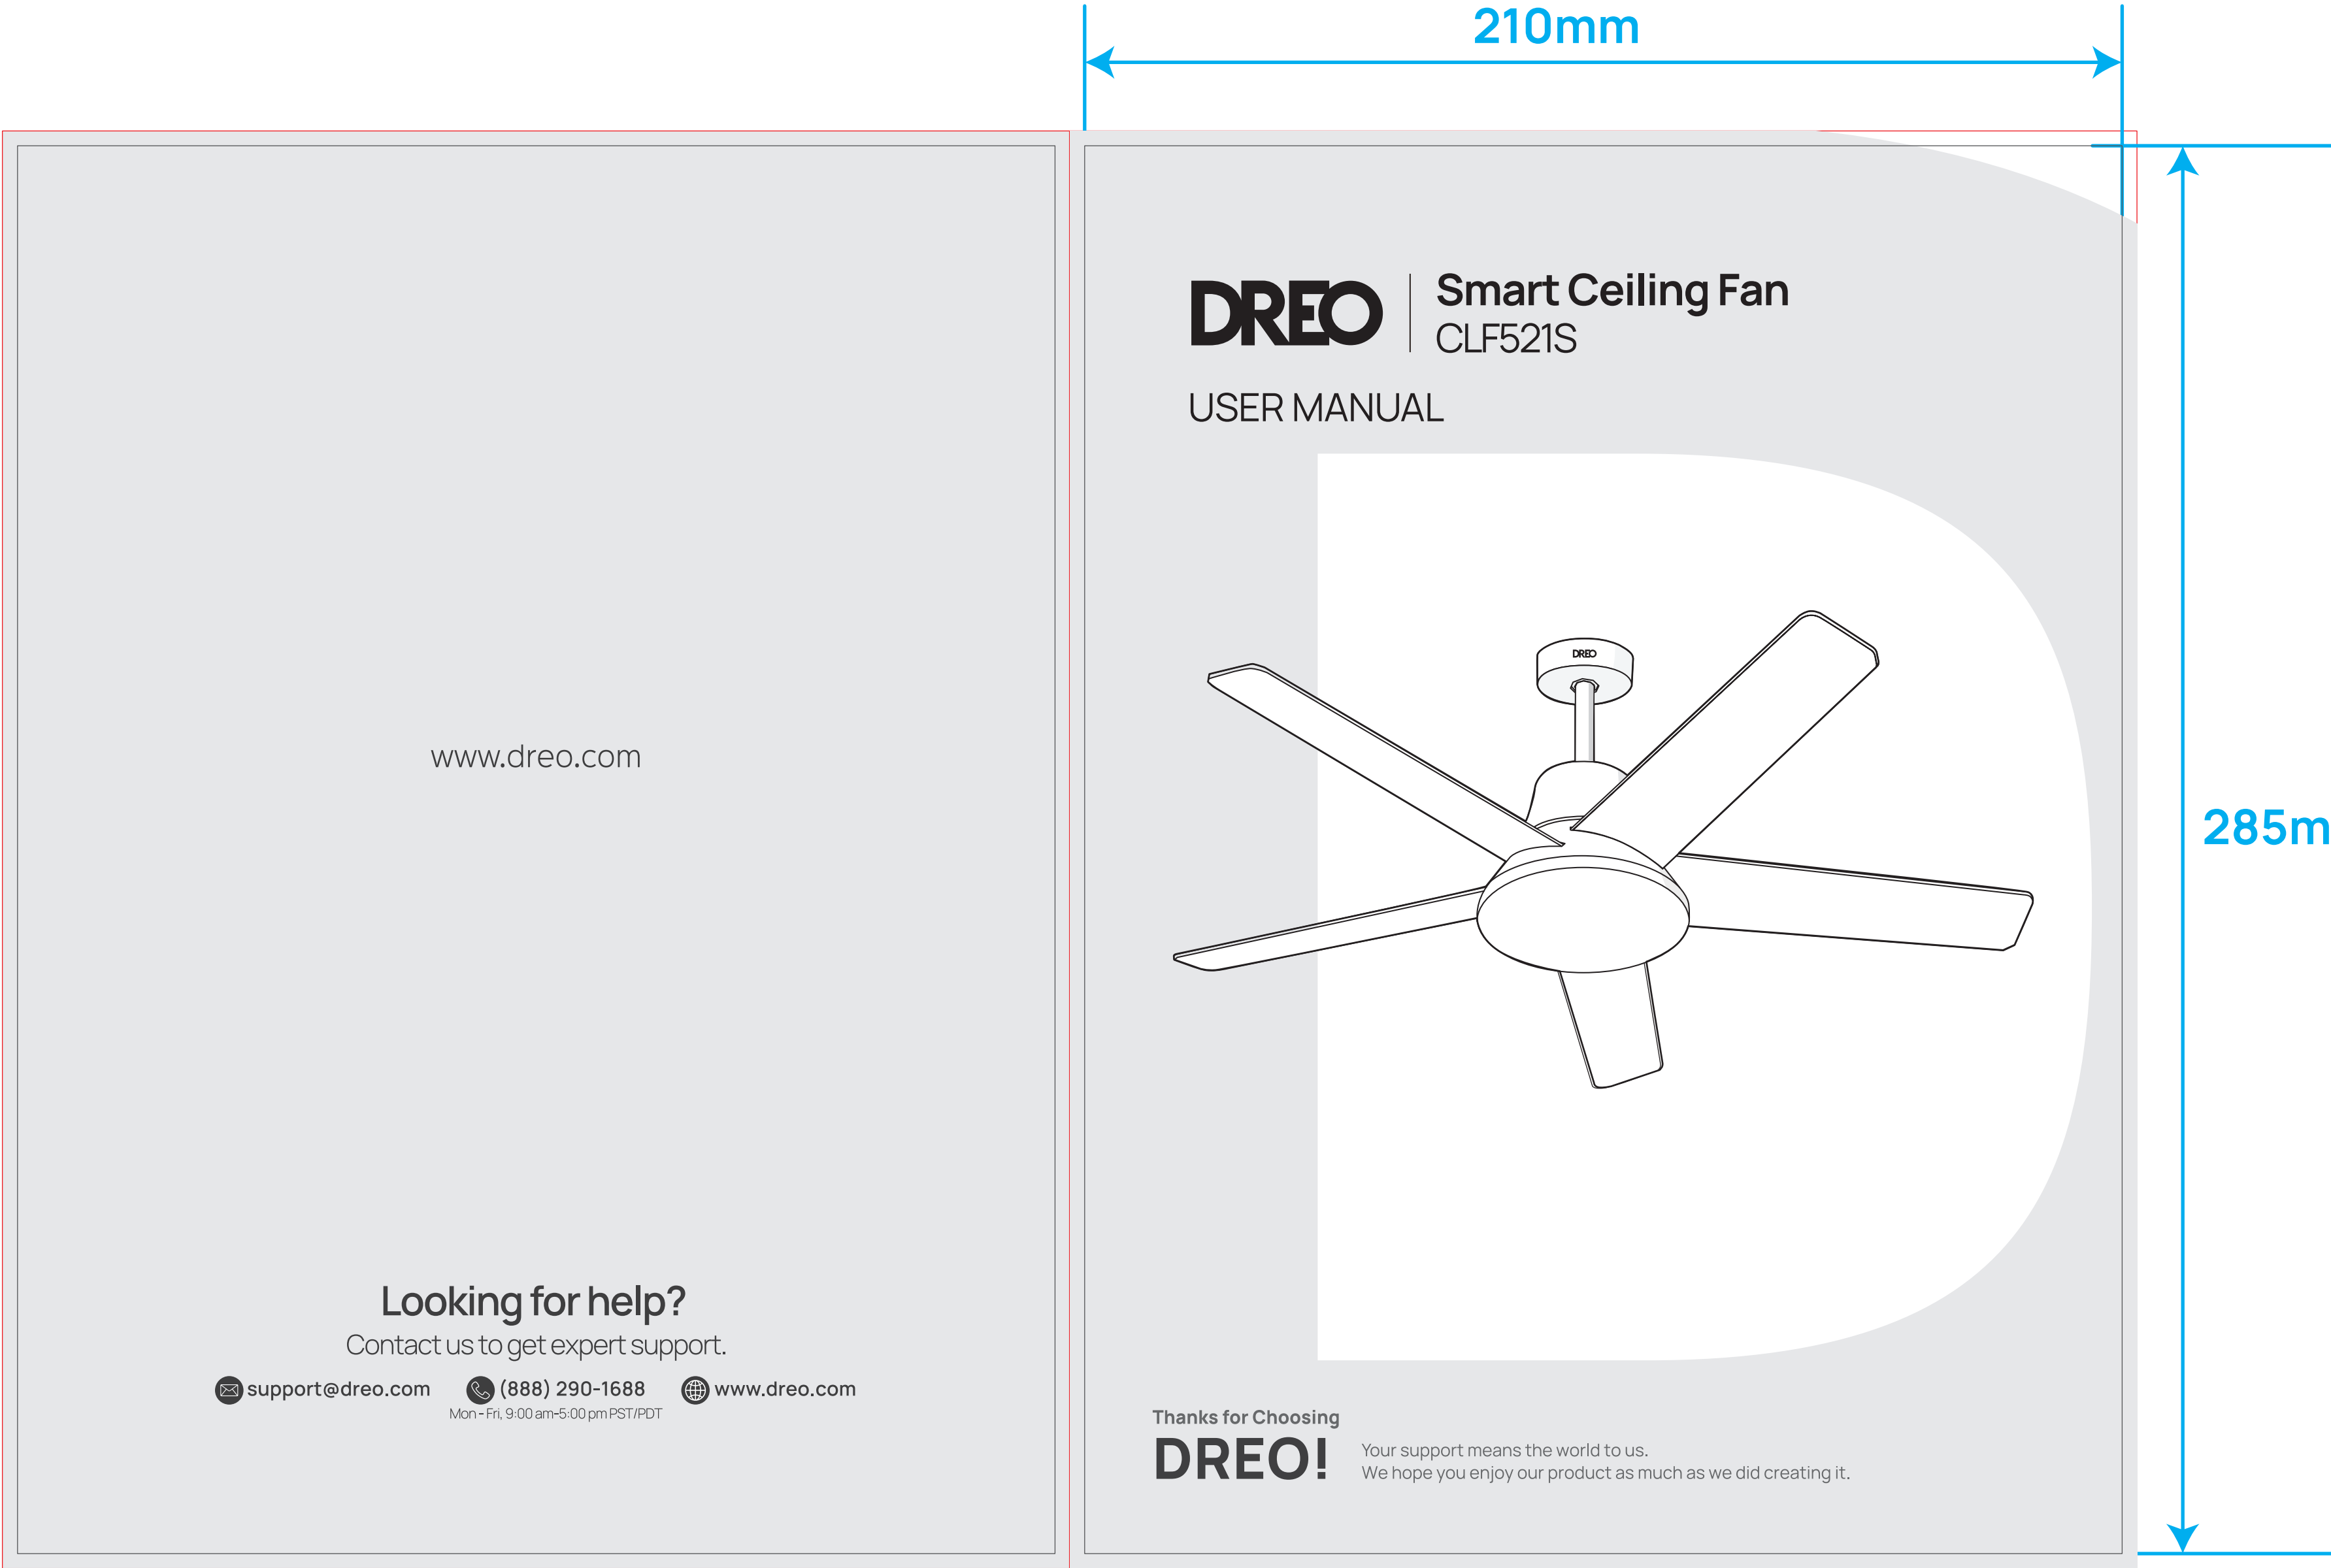 210mm
DREO
Smart Ceiling Fan
CLF521S
USER MANUAL
DREO
www.dreo.com
285m
Looking for help?
Contact us to get expert support.
support@dreo.com
(888) 290-1688
www.dreo.com
Mon - Fri, 9:00 am-5:00 pm PST/PDT
Thanks for Choosing
DREO!
Your support means the world to us.
We hope you enjoy our product as much as we did creating it.